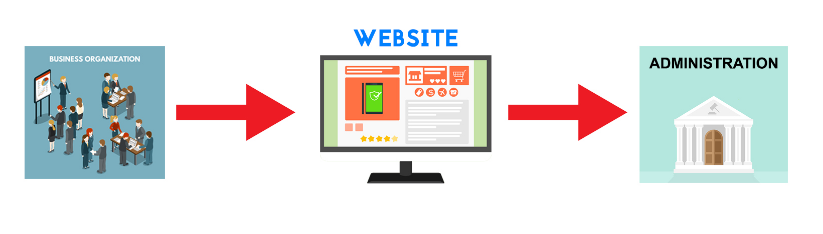 BUSINESS ORGANIZATION
WEBSITE
ADMINISTRATION